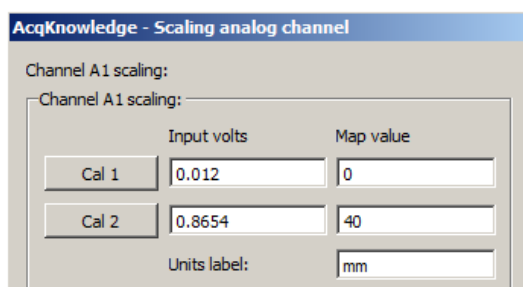 AcqKnowledge - Scaling analog channel
Channel A1 scaling:
Channel A1 scaling:
Input volts Map value
Cal 1 0.012 0
Cal 2 0.8654 40
Units label: mm